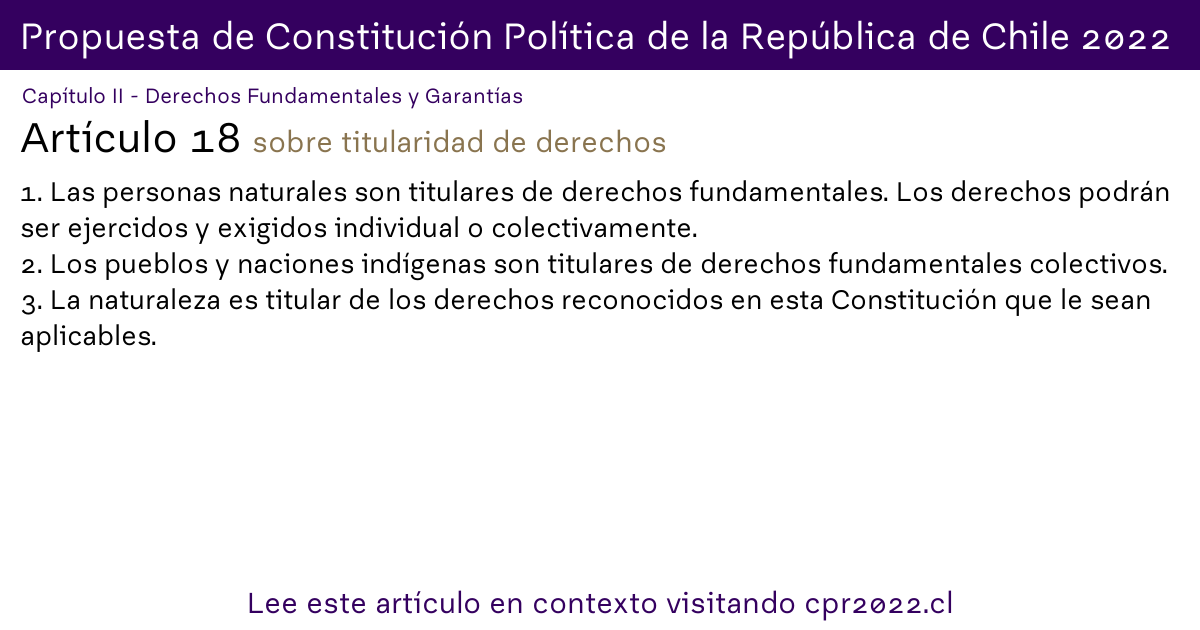 Propuesta de Constitución Política de la República de Chile 2022
Capítulo II - Derechos Fundamentales y Garantías
Artículo 18 sobre titularidad de derechos
1. Las personas naturales son titulares de derechos fundamentales. Los derechos podrán
ser ejercidos y exigidos individual o colectivamente.
2. Los pueblos y naciones indígenas son titulares de derechos fundamentales colectivos.
3. La naturaleza es titular de los derechos reconocidos en esta Constitución que le sean
aplicables.
Lee este artículo en contexto visitando cpr2022.cl